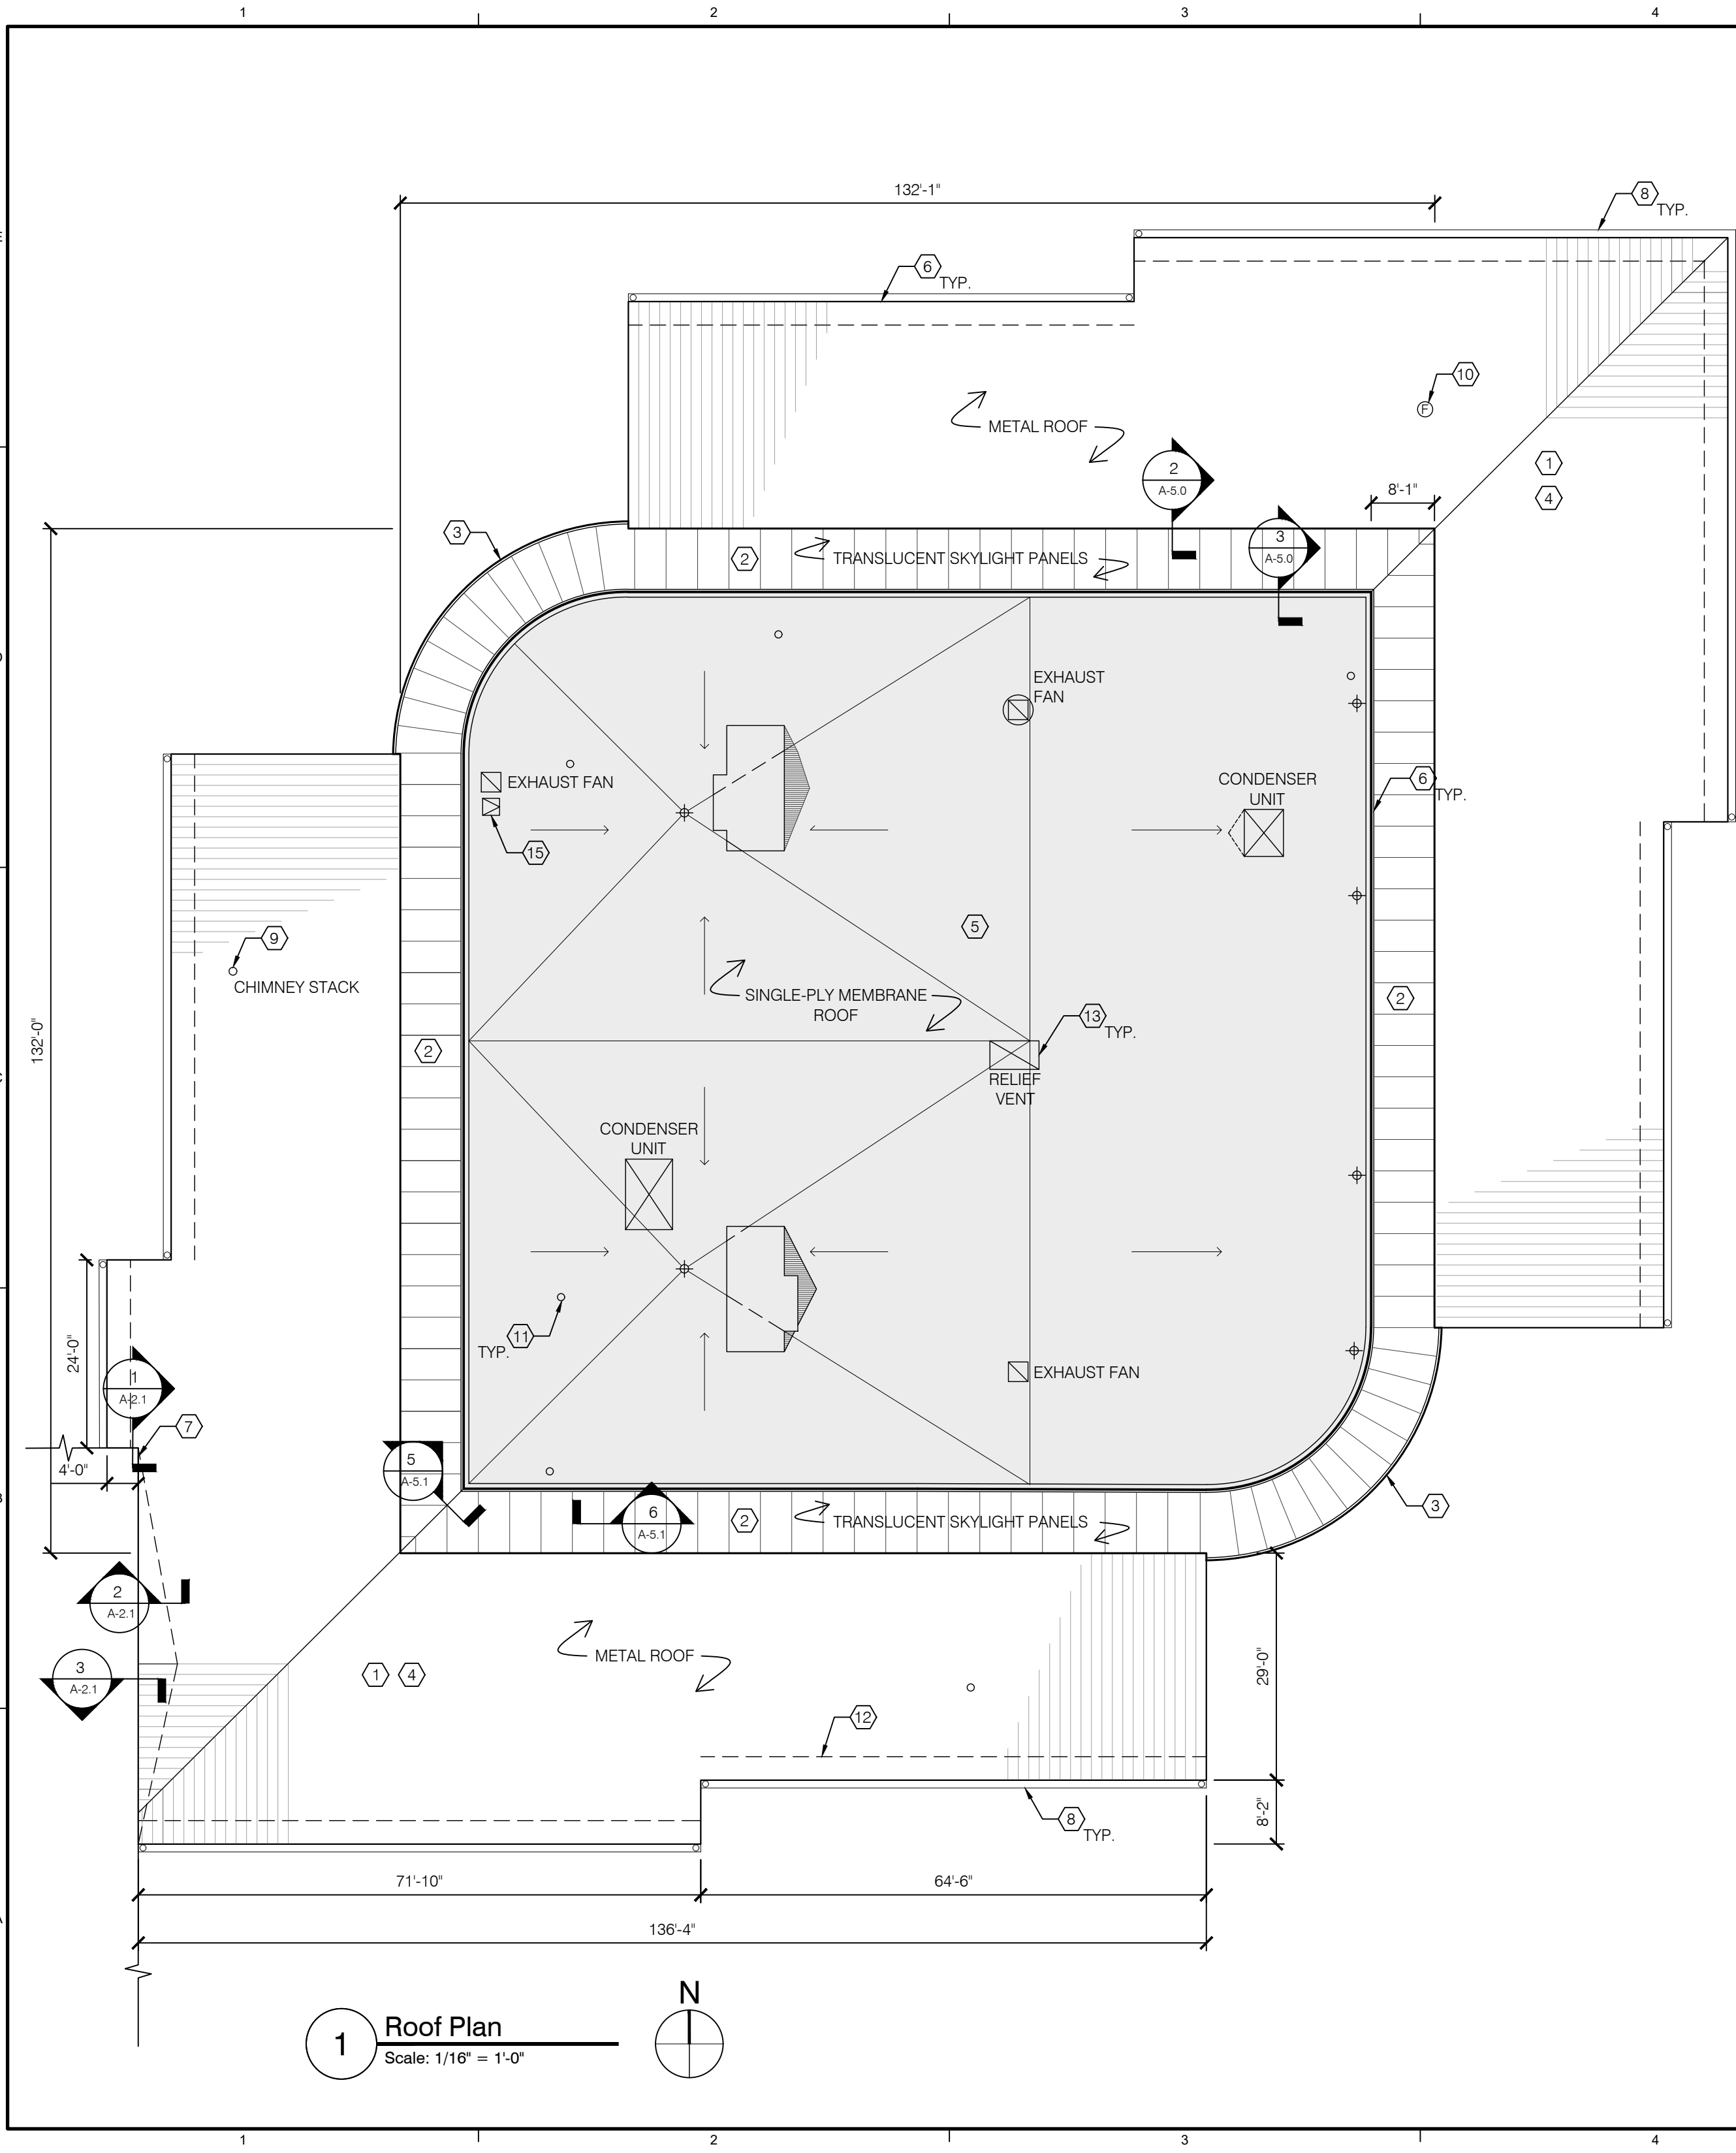 1
2
3
4
132'-1"
8
TYP.
E
6
TYP.
10
F
METAL ROOF
2
A-5.0
1
4
8'-1"
3
2
TRANSLUCENT SKYLIGHT PANELS
3
A-5.0
EXHAUST
FAN
EXHAUST FAN
15
CONDENSER
UNIT
6
TYP.
5
9
CHIMNEY STACK
SINGLE-PLY MEMBRANE
ROOF
2
13
TYP.
132'-0"
2
RELIEF
VENT
CONDENSER
UNIT
11
TYP.
24'-0"
1
A-2.1
EXHAUST FAN
7
4'-0"
5
A-5.1
6
A-5.1
2
TRANSLUCENT SKYLIGHT PANELS
3
2
A-2.1
3
A-2.1
1
4
METAL ROOF
29'-0"
12
8'-2"
8
TYP.
71'-10"
64'-6"
136'-4"
N
1
Roof Plan
Scale: 1/16" = 1'-0"
1
2
3
4